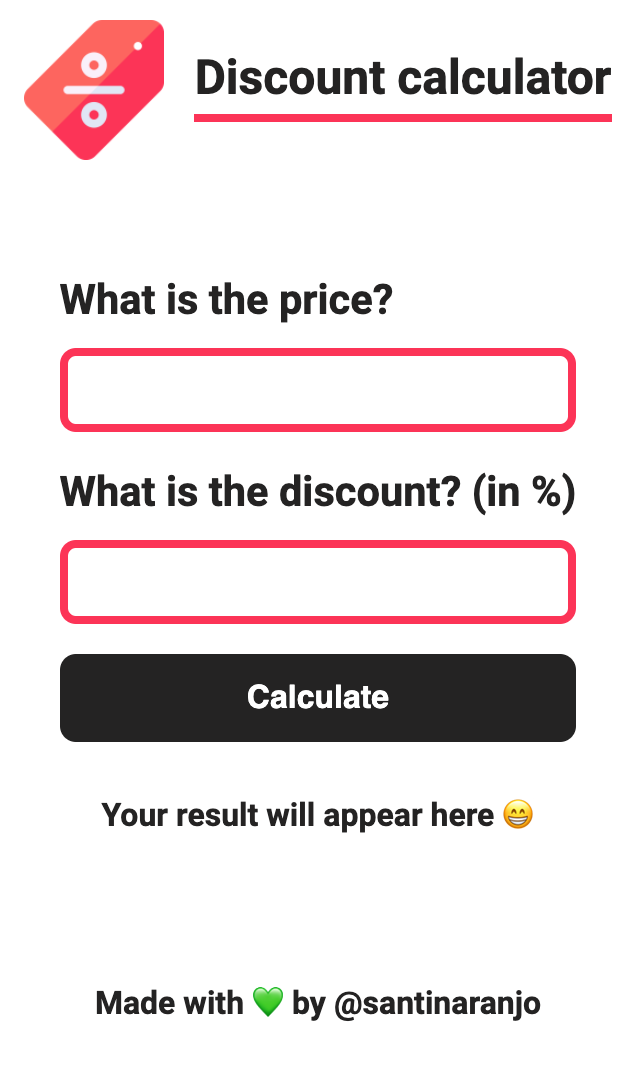 Discount calculator
What is the price?
What is the discount? (in %)
Calculate
Your result will appear here 😁
Made with 💚 by @santinaranjo